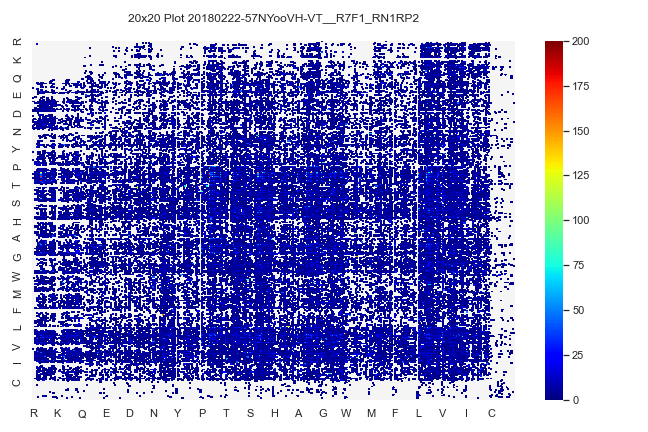 20x20 Plot 20180222-57NYooVH-VT__R7F1_RN1RP2
R
K
Q
E
D
N
Y
P
T
S
H
A
G
W
M
F
L
V
I
C
R K Q E D N Y P T S H A G W M F L V I C
200
175
150
125
100
75
50
25
0